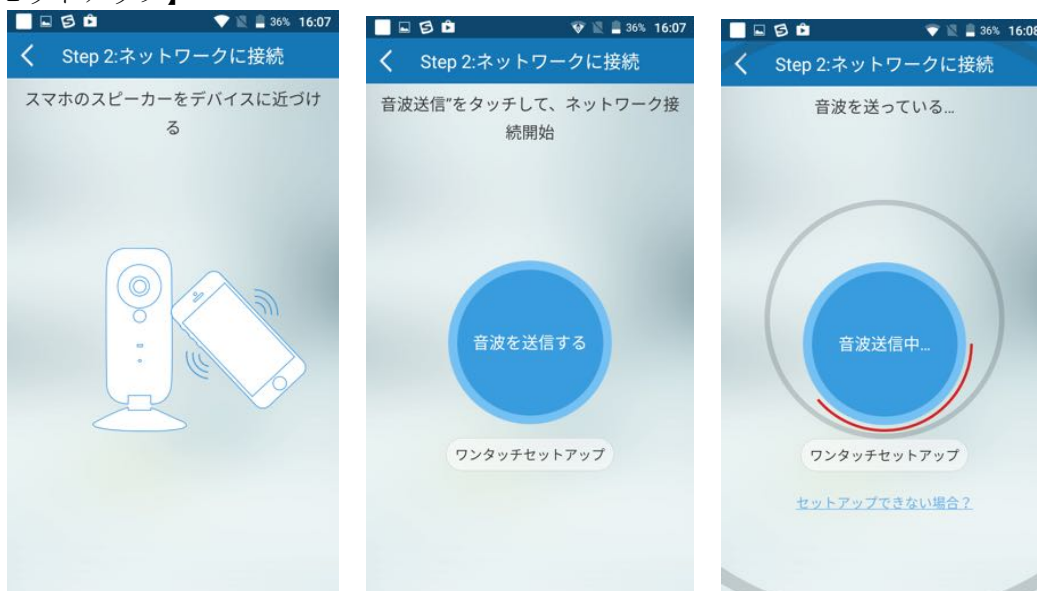 36% 16:07
Step 2:ネットワークに接続
スマホのスピーカーをデバイスに近づけ
る
36% 16:07
Step 2:ネットワークに接続
音波送信"をタッチして、ネットワーク接
続開始
音波を送信する
ワンタッチセットアップ
36% 16:08
Step 2:ネットワークに接続
音波を送っている...
音波送信中...
ワンタッチセットアップ
セットアップできない場合？